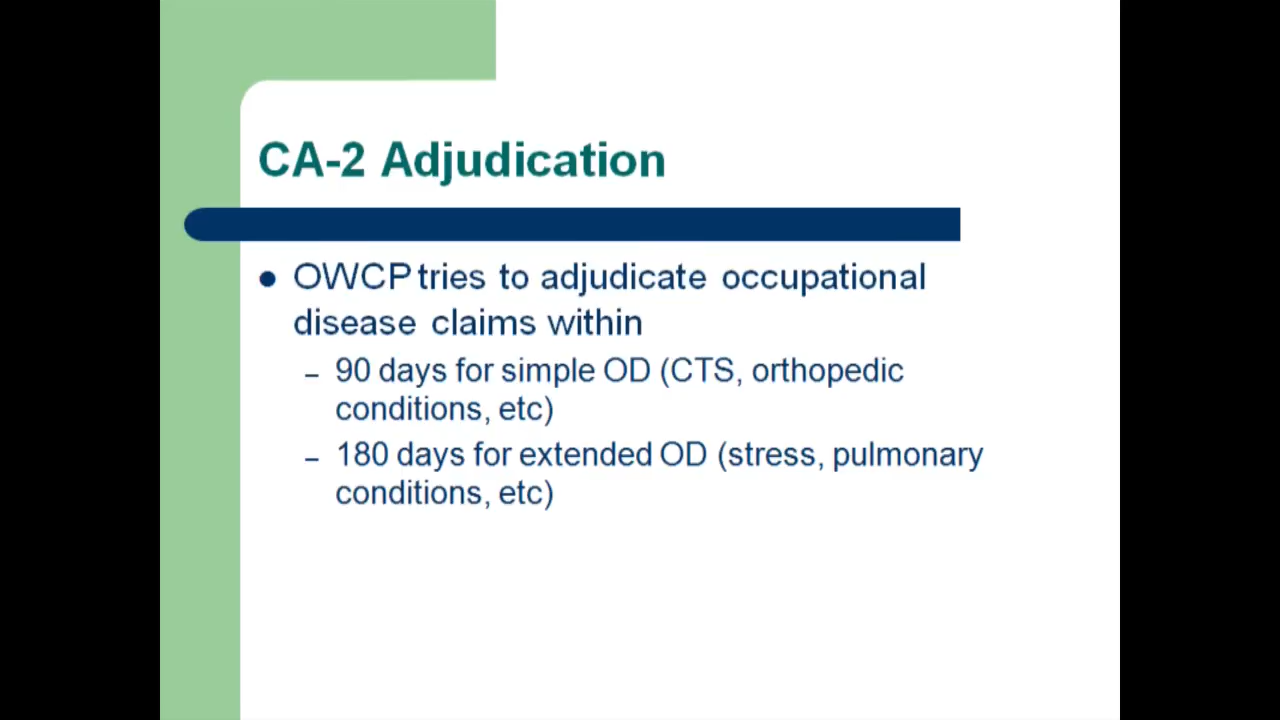 CA-2 Adjudication
● OWCP tries to adjudicate occupational
disease claims within
– 90 days for simple OD (CTS, orthopedic
conditions, etc)
– 180 days for extended OD (stress, pulmonary
conditions, etc)